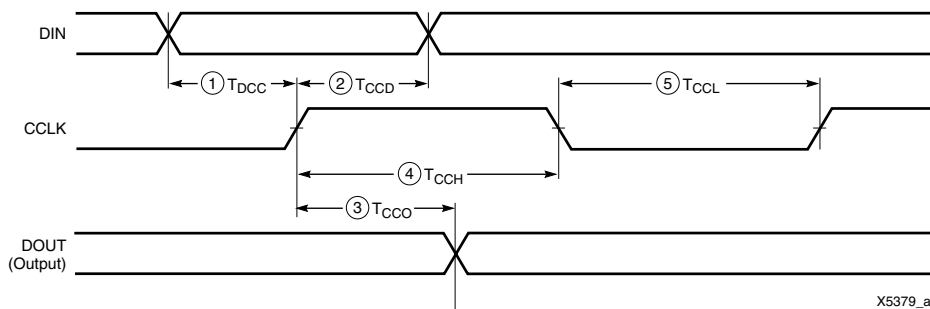 DIN
1 TDCC
2 TCCD
5 TCCL
CCLK
4 TCCH
3 TCCO
DOUT
(Output)
X5379_a